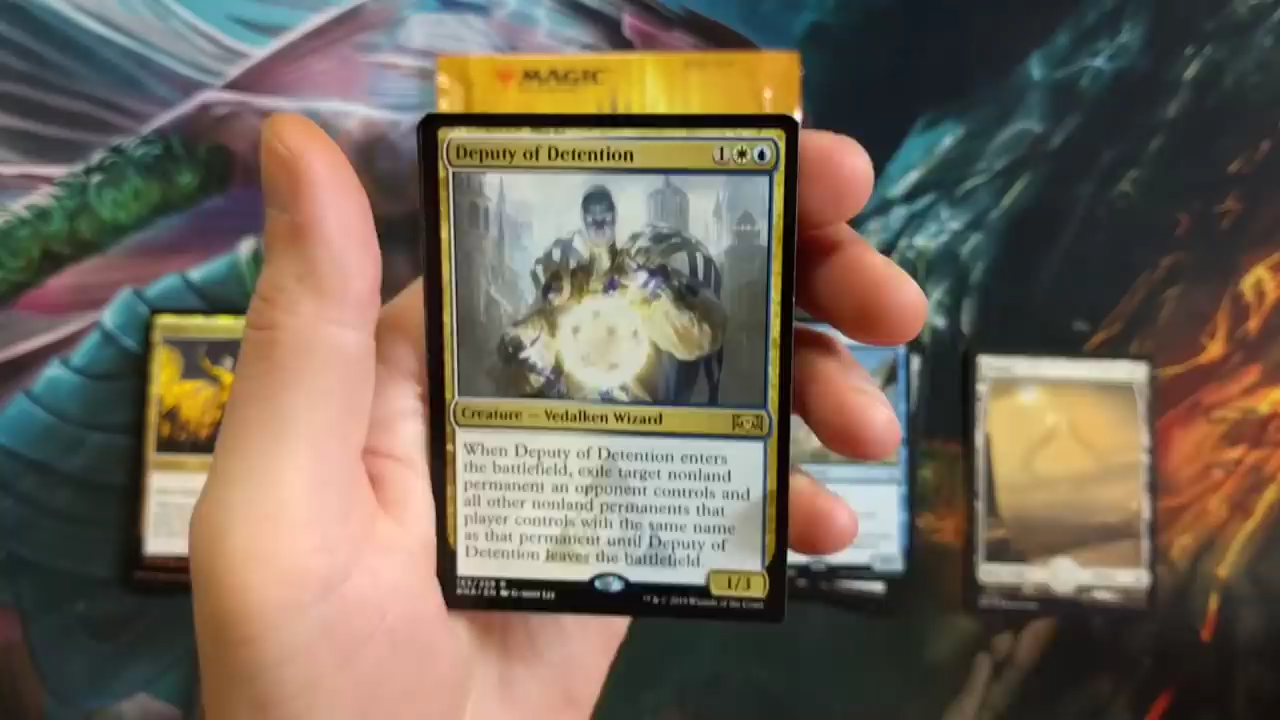 MAGIC
Deputy of Detention 1
Creature — Vedalken Wizard
When Deputy of Detention enters
the battlefield, exile target nonland
permanent an opponent controls and
all other nonland permanents that
player controls with the same name
as that permanent until Deputy of
Detention leaves the battlefield.
1/3